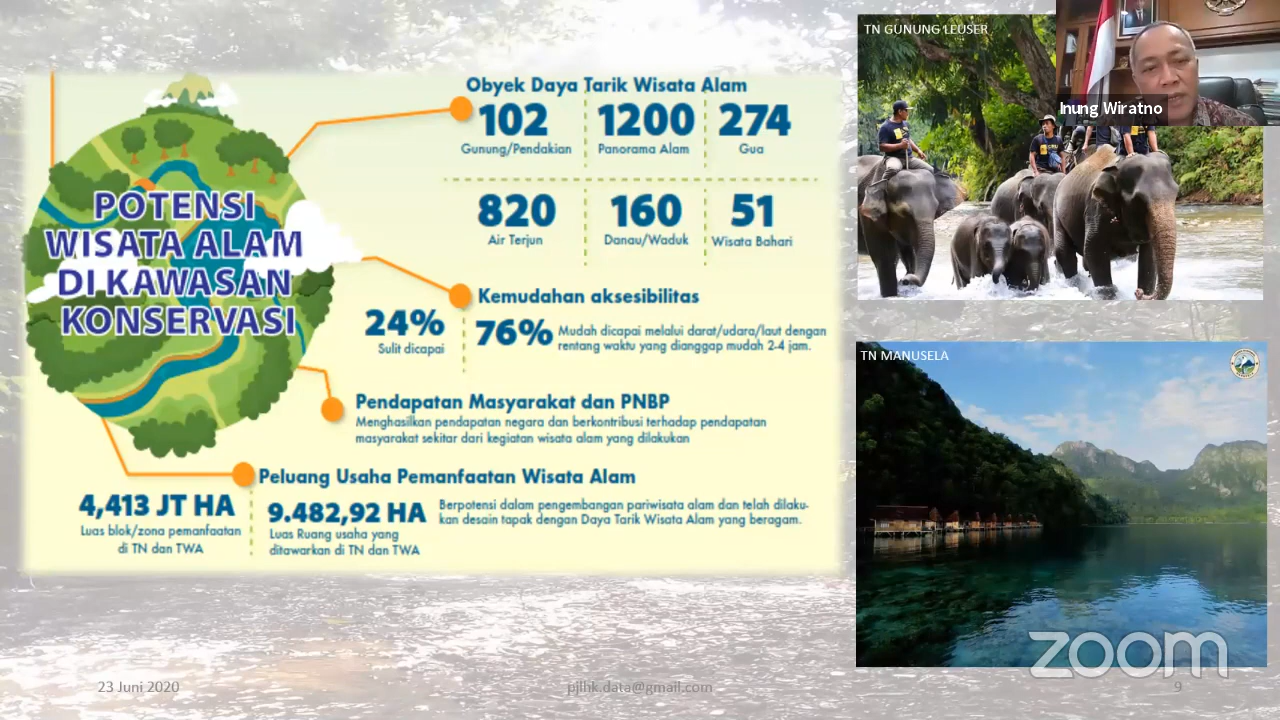 TN GUNUNG LEUSER
Inung Wiratno
POTENSI
WISATA ALAM
DI KAWASAN
KONSERVASI
Obyek Daya Tarik Wisata Alam
102 1200 274
Gunung/Pendakian Panorama Alam Gua
820 160 51
Air Terjun Danau/Waduk Wisata Bahari
Kemudahan aksesibilitas
24%
Sulit dicapai
76%
Mudah dicapai melalui darat/udara/laut dengan
rentang waktu yang dianggap mudah 2-4 jam.
Pendapatan Masyarakat dan PNBP
Menghasilkan pendapatan negara dan berkontribusi terhadap pendapatan
masyarakat sekitar dari kegiatan wisata alam yang dilakukan
Peluang Usaha Pemanfaatan Wisata Alam
4,413 JT HA
Luas blok/zona pemanfaatan
di TN dan TWA
9.482,92 HA
Luas Ruang usaha yang
ditawarkan di TN dan TWA
Berpotensi dalam pengembangan pariwisata alam dan telah dilaku-
kan desain tapak dengan Daya Tarik Wisata Alam yang beragam.
TN MANUSELA
zoom
23 Juni 2020
pjlhk.data@gmail.com
9